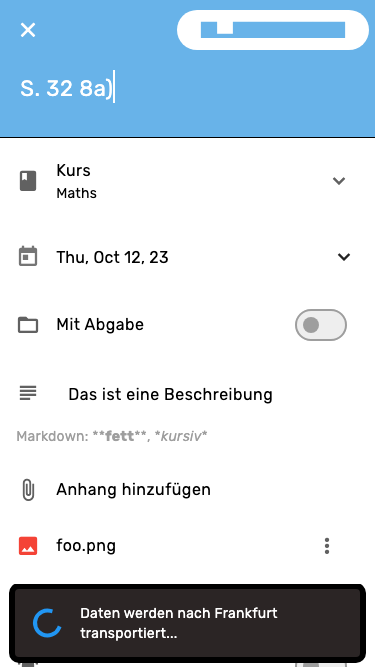 S. 32 8a)
Kurs
Maths
Thu, Oct 12, 23
Mit Abgabe
Das ist eine Beschreibung
Markdown: **fett**, *kursiv*
Anhang hinzufügen
foo.png
Daten werden nach Frankfurt
transportiert...